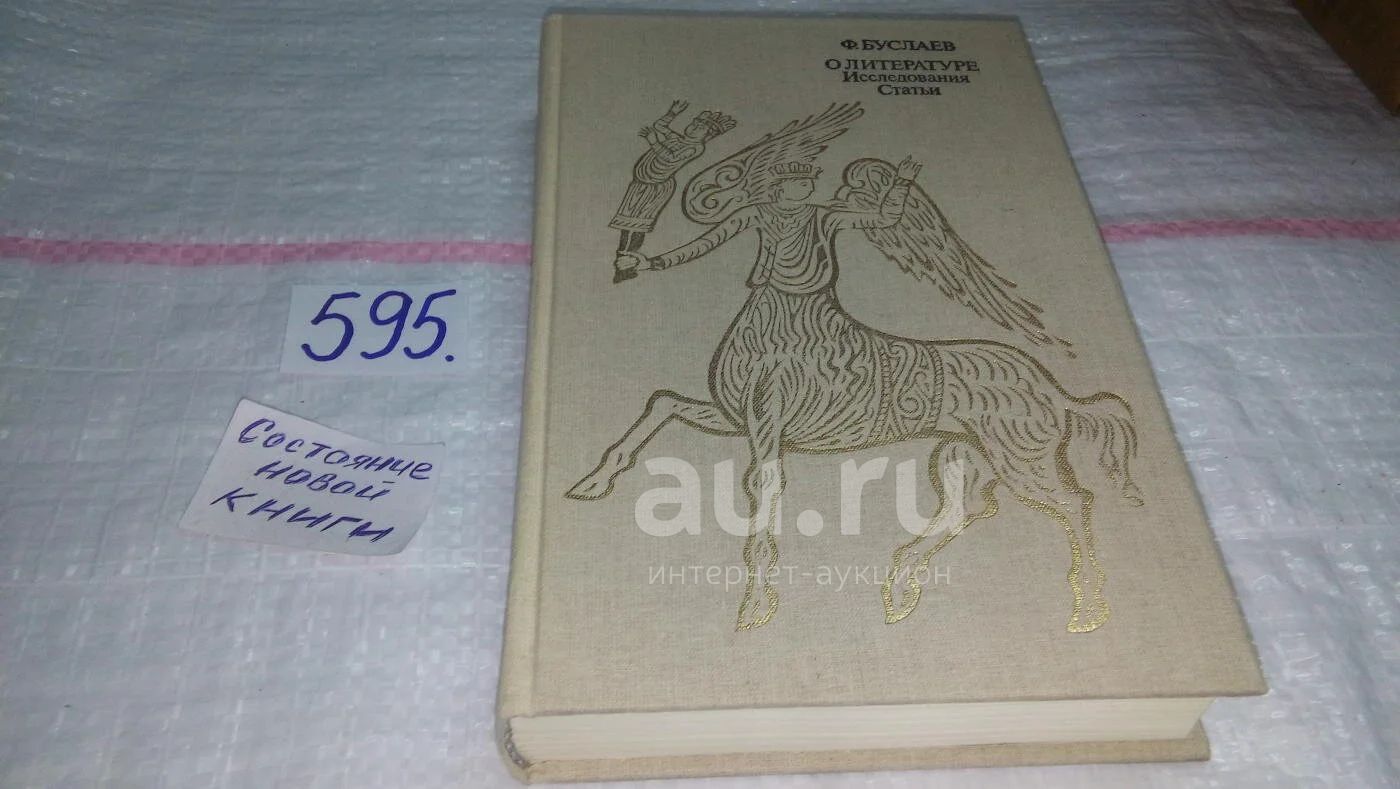 Ф. БУСЛАЕВ
О ЛИТЕРАТУРЕ
Исследования
Статьи
595.
Состояние
новой
книги
au.ru
интернет-аукцион